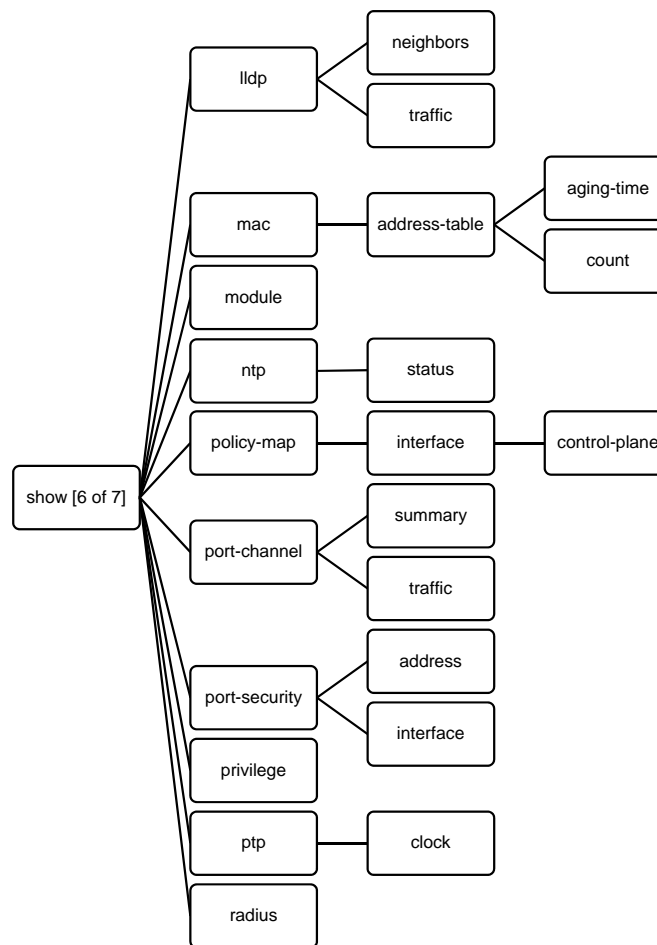 lldp
neighbors
traffic
mac
address-table
aging-time
count
module
ntp
status
policy-map
interface
control-plane
show [6 of 7]
port-channel
summary
traffic
port-security
address
interface
privilege
ptp
clock
radius